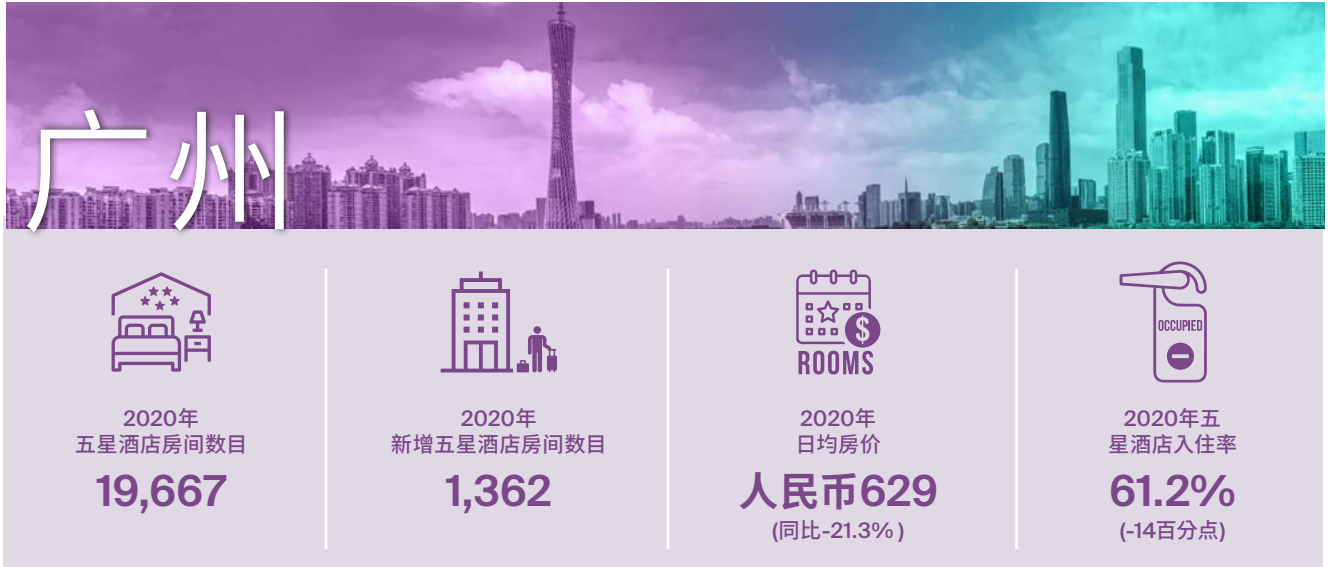 广州
2020年
五星酒店房间数目
19,667
2020年
新增五星酒店房间数目
1,362
ROOMS
2020年
日均房价
人民币629
(同比-21.3% )
OCCUPIED
2020年五
星酒店入住率
61.2%
(-14百分点)